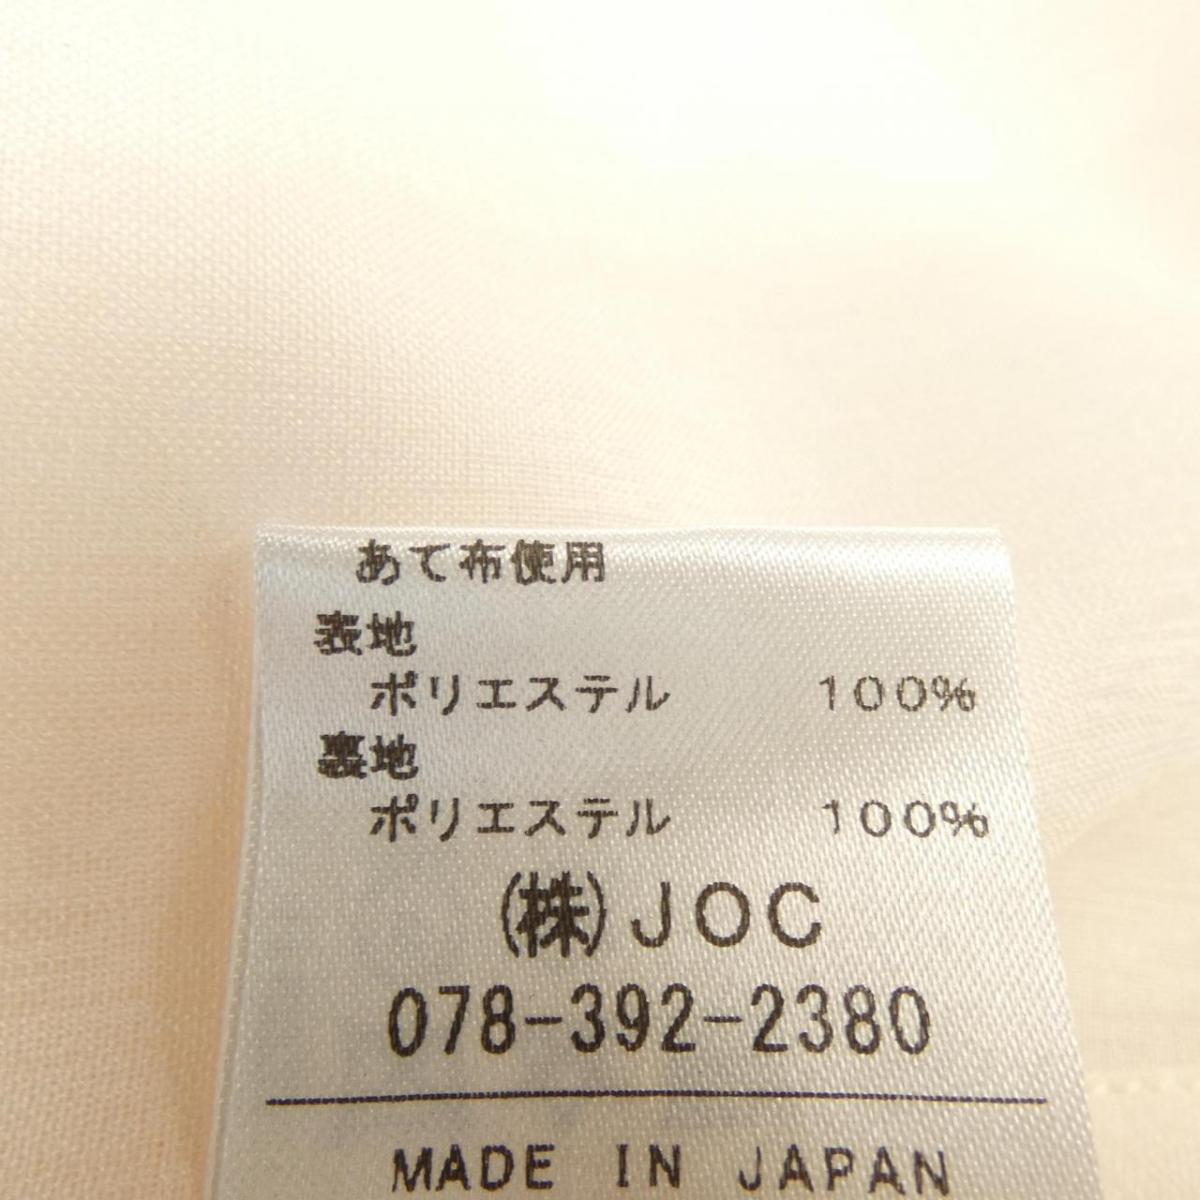 あて布使用
表地
ポリエステル 100%
裏地
ポリエステル 100%
(株)JOC
078-392-2380
MADE IN JAPAN